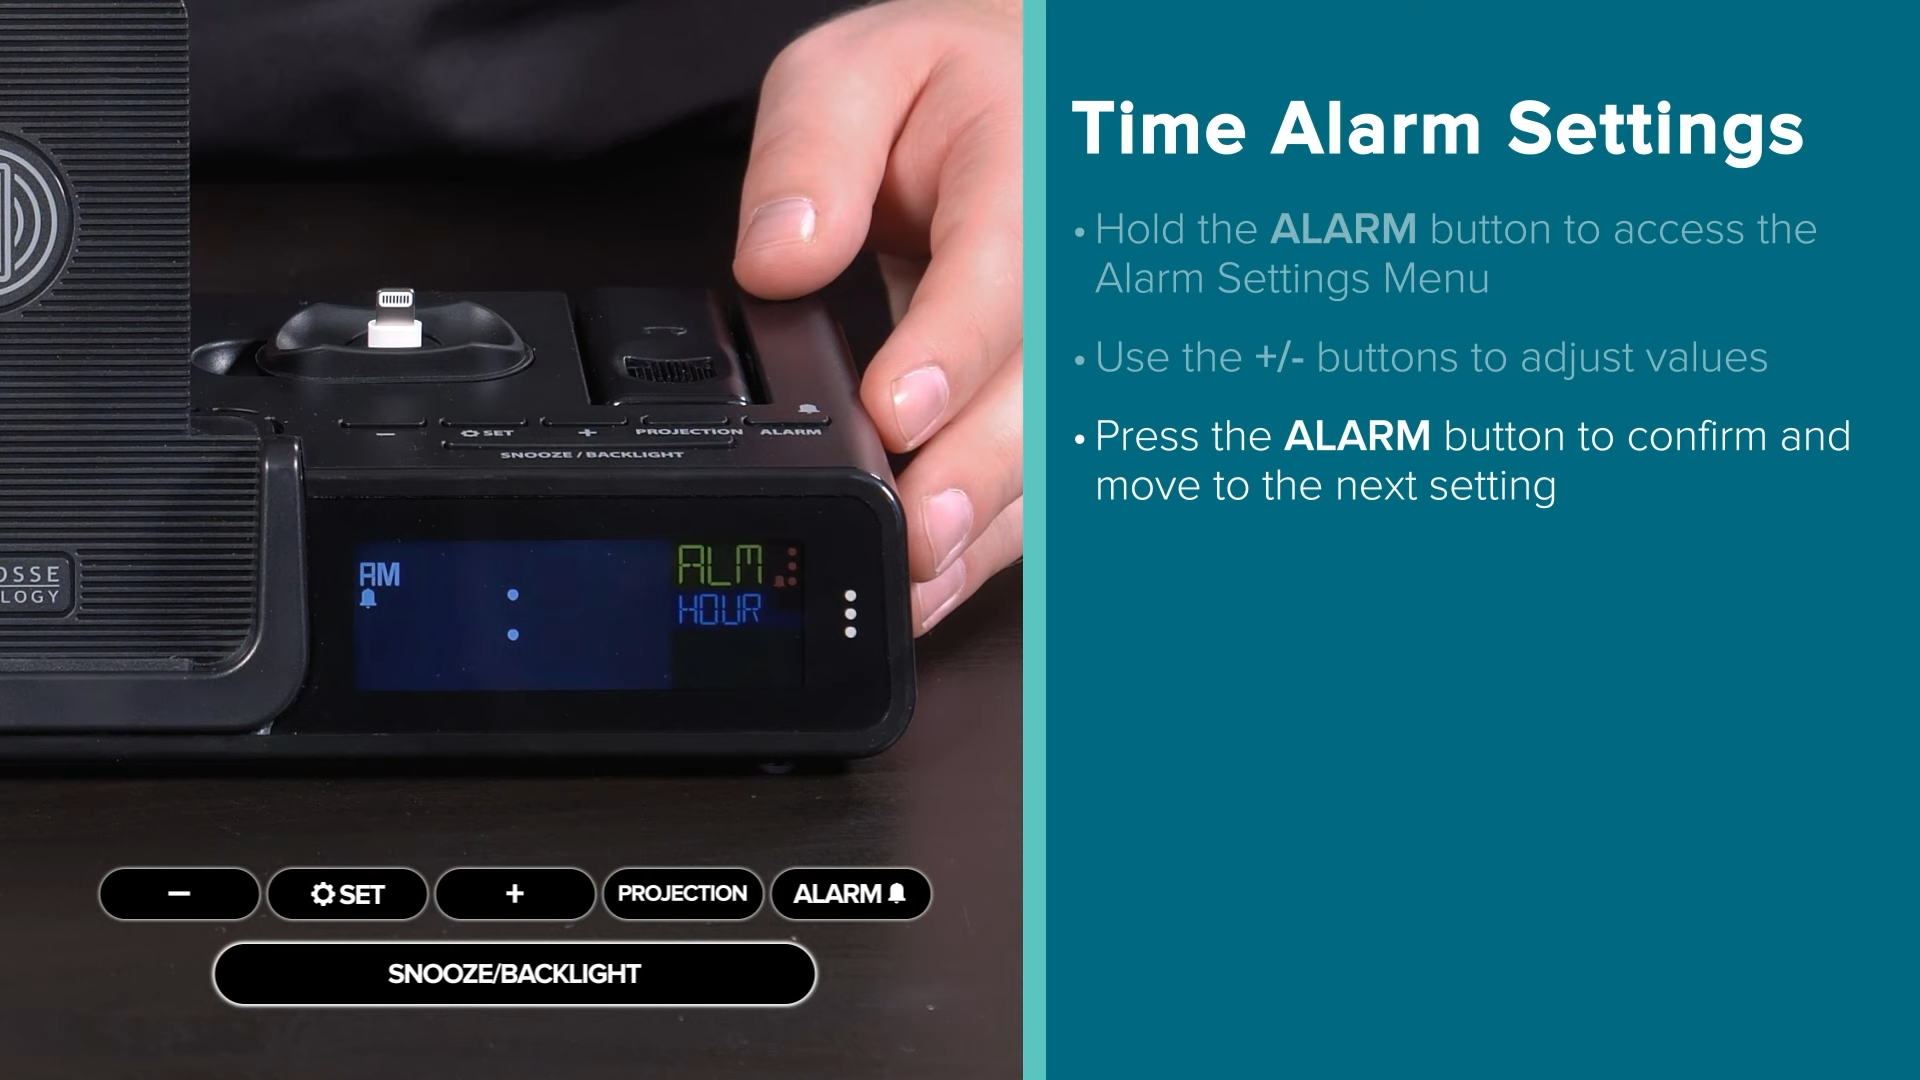 Time Alarm Settings
• Hold the ALARM button to access the
Alarm Settings Menu
• Use the +/- buttons to adjust values
• Press the ALARM button to confirm and
move to the next setting
− SET + PROJECTION ALARM
SNOOZE / BACKLIGHT
AM
ALM
HOUR
OSSE
LOGY
− SET + PROJECTION ALARM
SNOOZE/BACKLIGHT